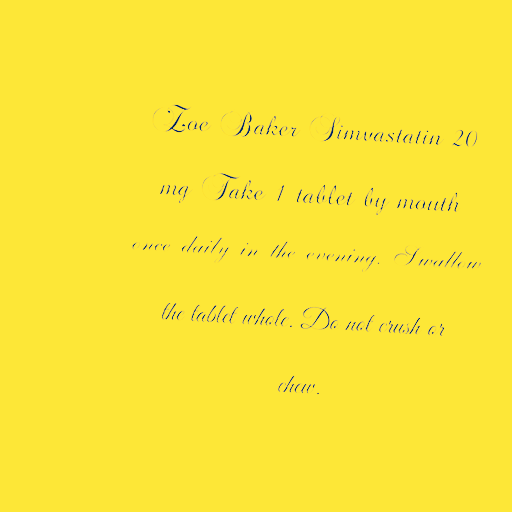 Zoe Baker Simvastatin 20
mg Take 1 tablet by mouth
once daily in the evening. Swallow
the tablet whole. Do not crush or
chew.